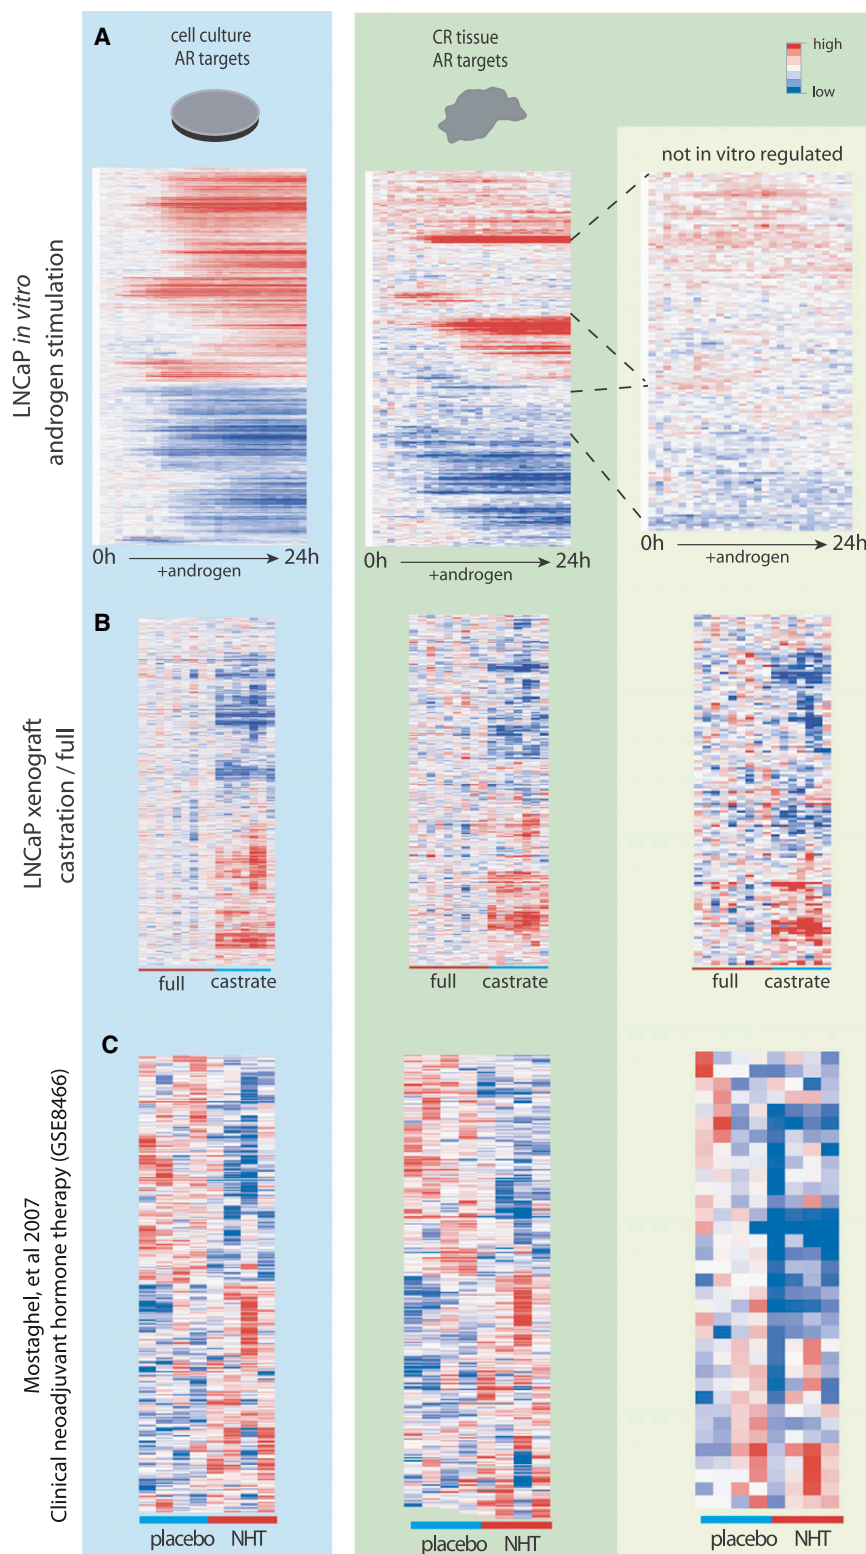 A
cell culture
AR targets
CR tissue
AR targets
high
low
not in vitro regulated
LNCaP in vitro
androgen stimulation
0h
24h
+androgen
0h
24h
+androgen
0h
24h
+androgen
B
LNCaP xenograft
castration / full
full
castrate
full
castrate
full
castrate
C
Mostaghel, et al 2007
Clinical neoadjuvant hormone therapy (GSE8466)
placebo
NHT
placebo
NHT
placebo
NHT